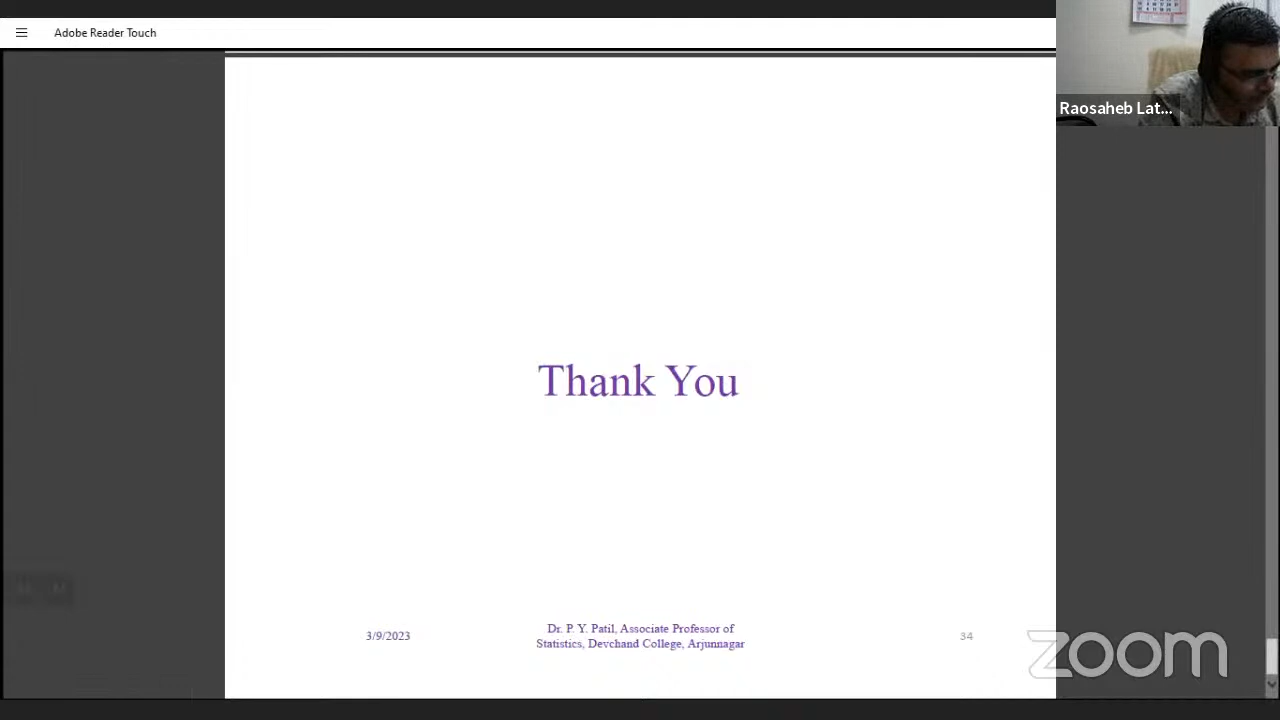 Adobe Reader Touch
Raosaheb Lat...
Thank You
3/9/2023
Dr. P. Y. Patil, Associate Professor of
Statistics, Devchand College, Arjunnagar
34
zoom